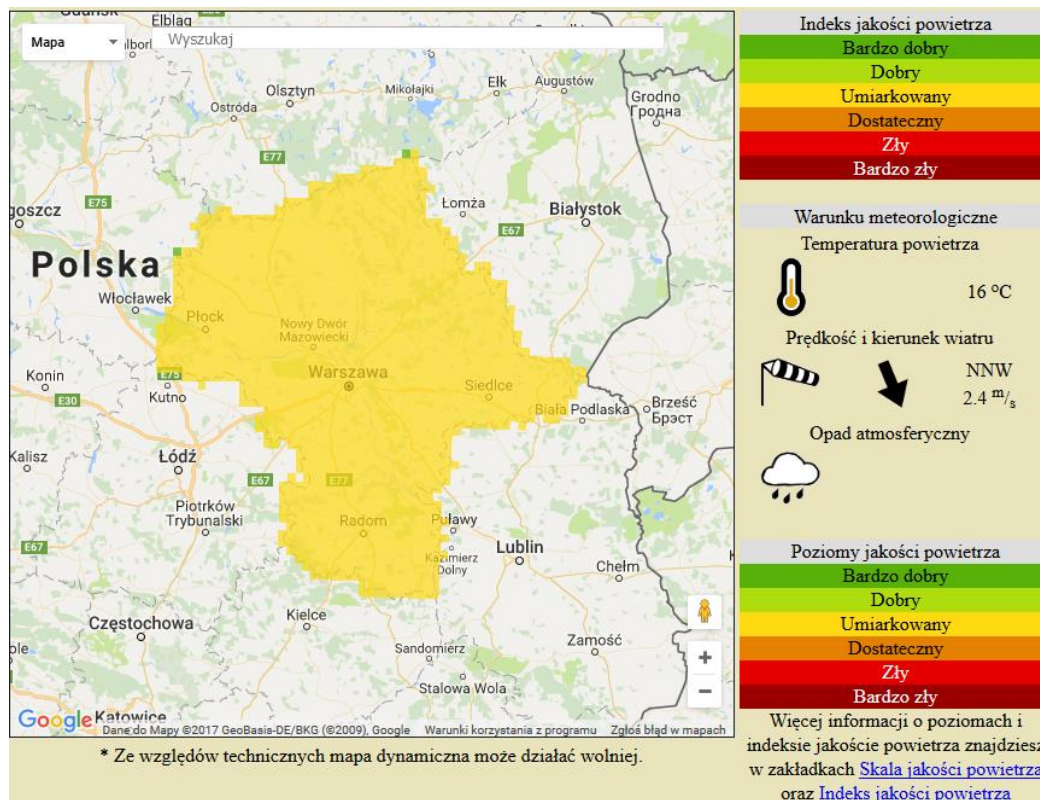 Elbląg
Mapa
Wyszukaj
Olsztyn
Mikołajki
Ełk
Augustów
Grodno
Гродна
Ostróda
E77
Łomża
Białystok
goszcz
E75
E67
Polska
Włocławek
Płock
Nowy Dwór
Mazowiecki
Warszawa
Siedlce
Konin
E75
E30
Kutno
Biała Podlaska
Brześć
Брэст
Kalisz
Łódź
E67
E77
Piotrków
Trybunalski
Radom
Puławy
E67
Kazimierz
Dolny
Lublin
Chełm
Częstochowa
Kielce
Sandomierz
Zamość
Stalowa Wola
+
−
Google
Katowice
Dane do Mapy ©2017 GeoBasis-DE/BKG (©2009), Google Warunki korzystania z programu Zgłoś błąd w mapach
* Ze względów technicznych mapa dynamiczna może działać wolniej.
Indeks jakości powietrza
Bardzo dobry
Dobry
Umiarkowany
Dostateczny
Zły
Bardzo zły
Warunku meteorologiczne
Temperatura powietrza
16 °C
Prędkość i kierunek wiatru
NNW
2.4 m/s
Opad atmosferyczny
Poziomy jakości powietrza
Bardzo dobry
Dobry
Umiarkowany
Dostateczny
Zły
Bardzo zły
Więcej informacji o poziomach i
indeksie jakoście powietrza znajdziesz
w zakładkach Skala jakości powietrza
oraz Indeks jakości powietrza